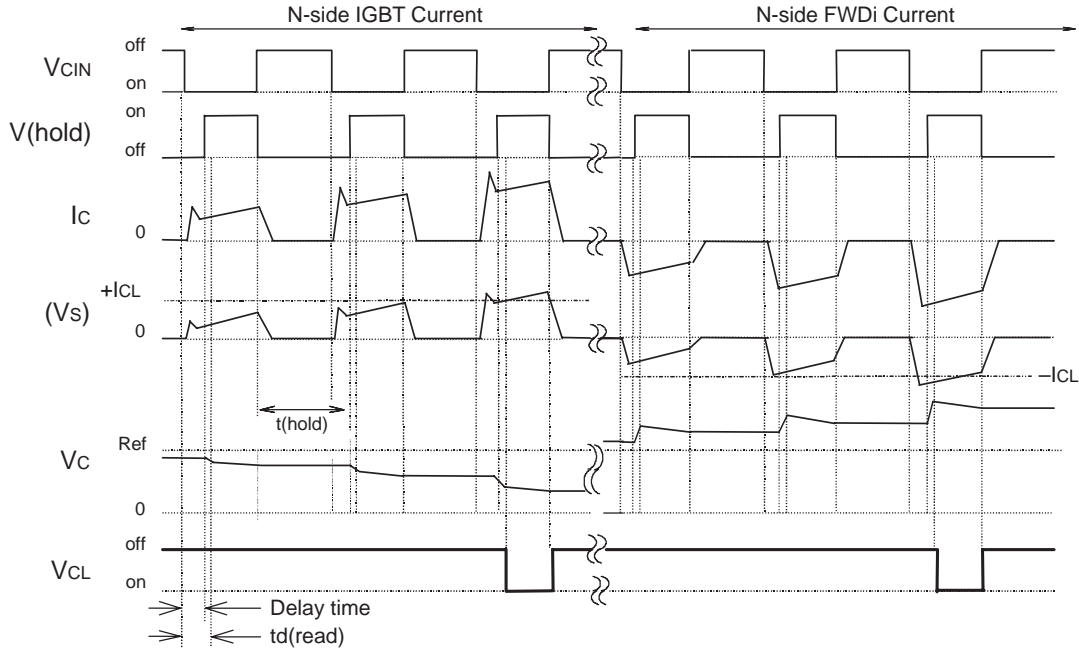 N-side IGBT Current
N-side FWDi Current
VCIN
off
on
V(hold)
on
off
IC
0
(VS)
+ICL
0
–ICL
t(hold)
VC
Ref
0
VCL
off
on
Delay time
td(read)